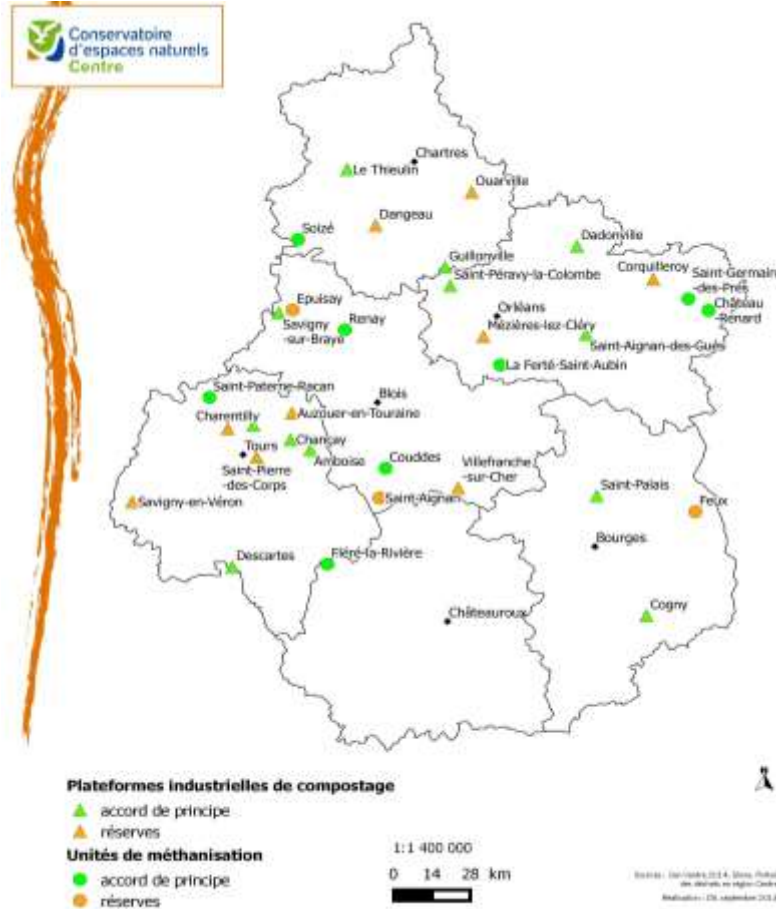 Conservatoire
d'espaces naturels
Centre
Chartres
Le Thieulin
Ouarville
Dangeau
Soizé
Dadonville
Guillonville
Saint-Péravy-la-Colombe
Corquilleroy
Saint-Germain
-des-Prés
Château
-Renard
Epuisay
Savigny
-sur-Braye
Renay
Orléans
Mézières-lez-Cléry
Saint-Aignan-des-Gués
La Ferté-Saint-Aubin
Saint-Paterne-Racan
Blois
Charentilly
Auzouer-en-Touraine
Tours
Chançay
Amboise
Saint-Pierre
-des-Corps
Couddes
Villefranche
-sur-Cher
Saint-Aignan
Savigny-en-Véron
Saint-Palais
Feux
Bourges
Descartes
Fléré-la-Rivière
Châteauroux
Cogny
N
Plateformes industrielles de compostage
accord de principe
réserves
Unités de méthanisation
accord de principe
réserves
1:1 400 000
0 14 28 km